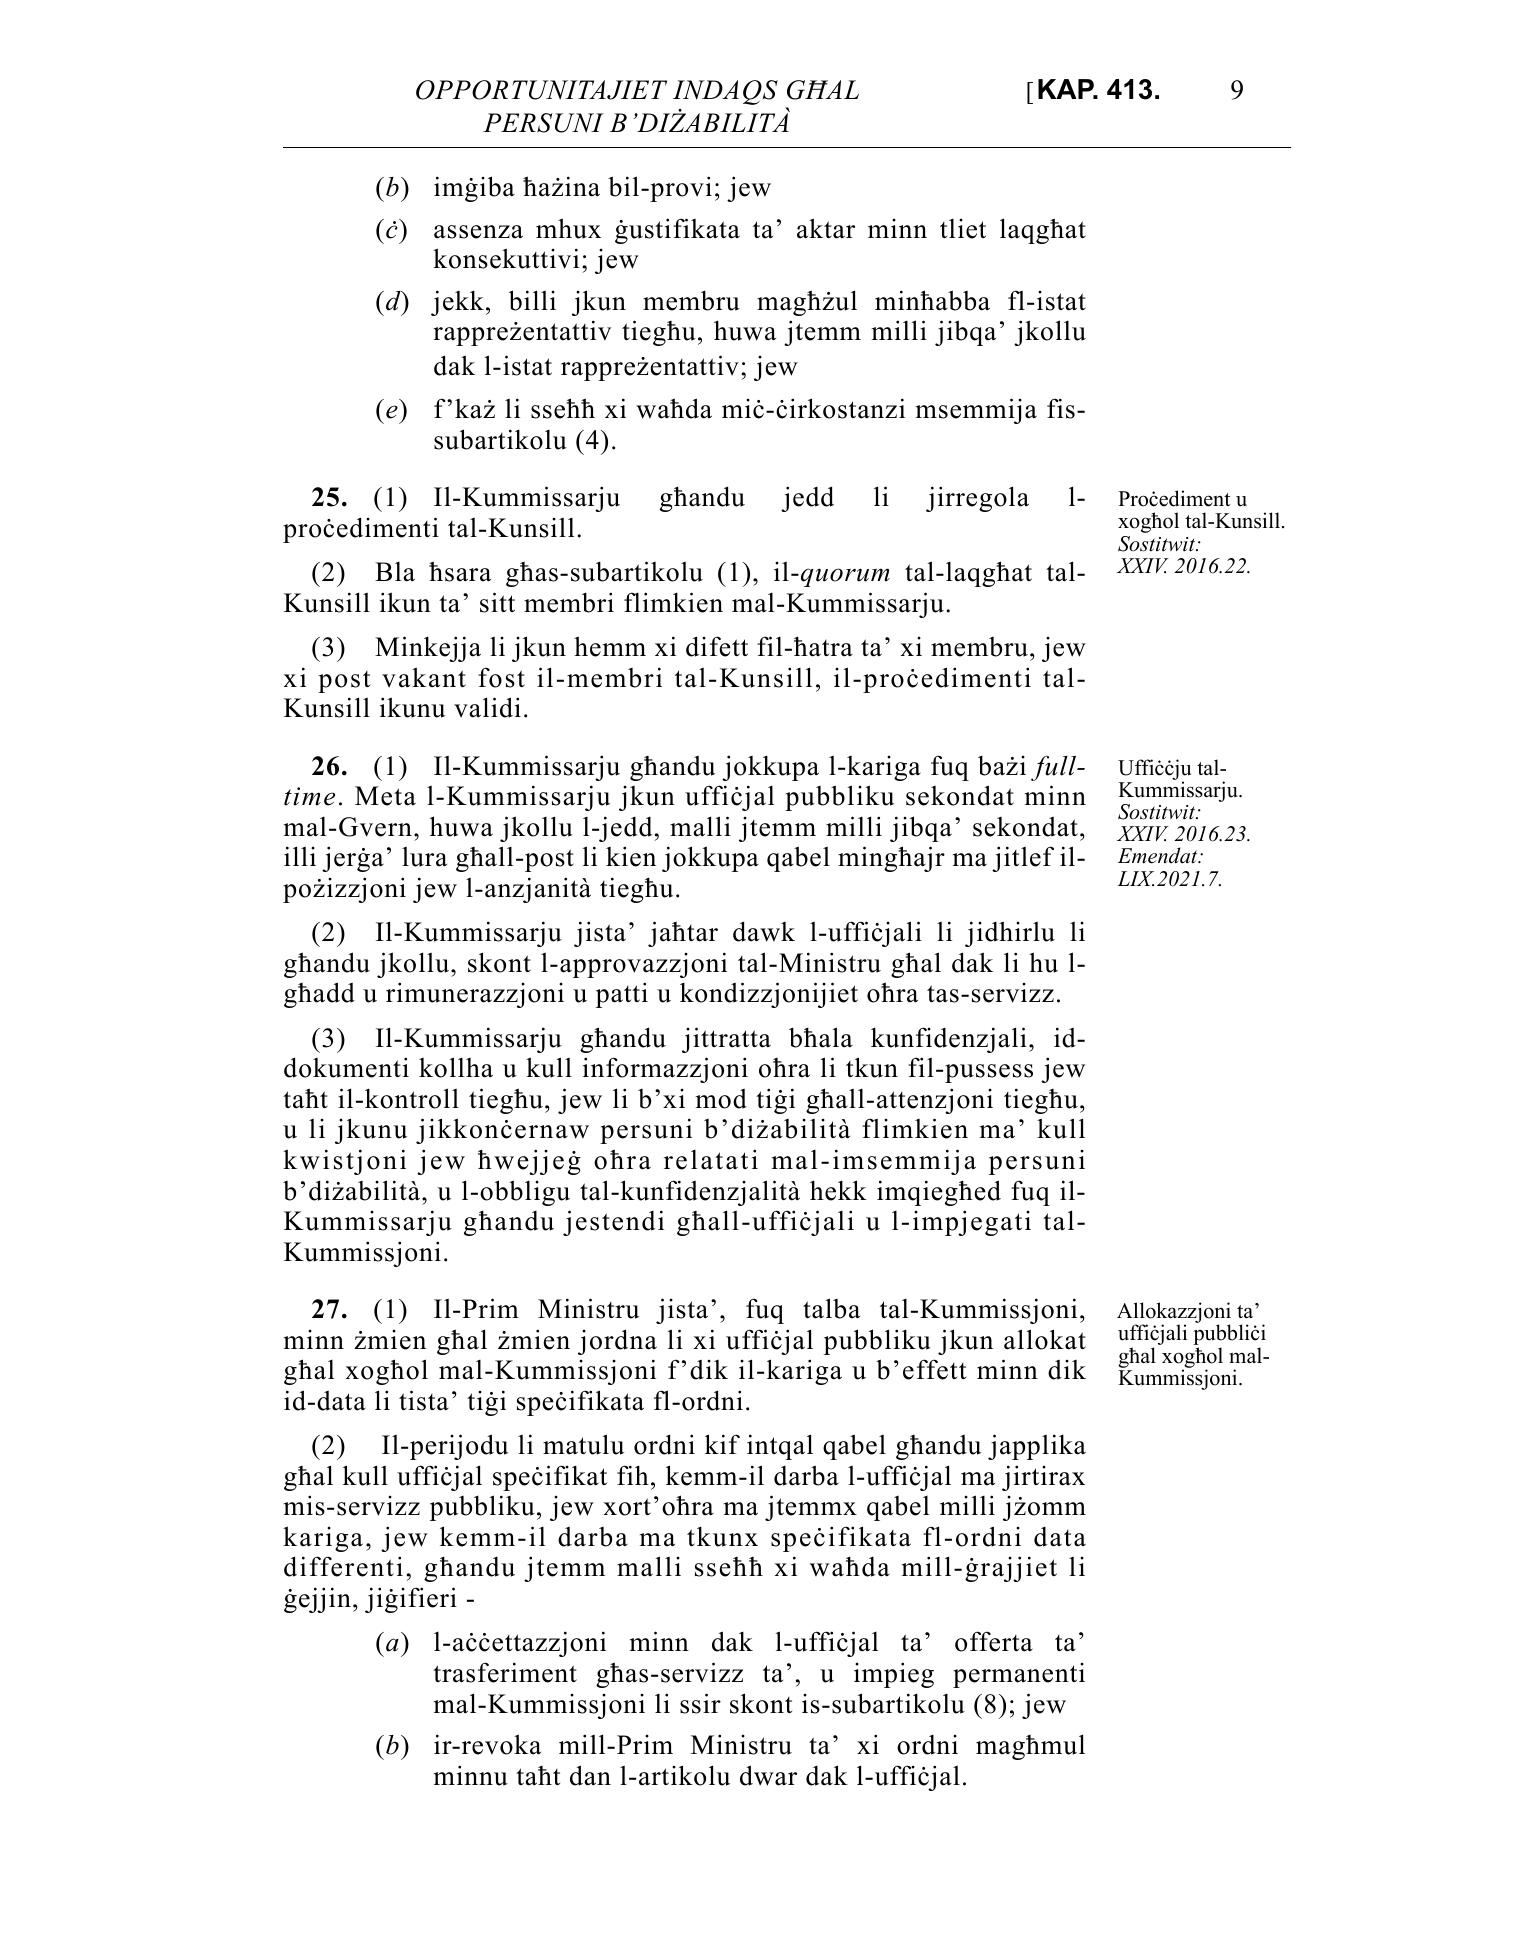 OPPORTUNITAJIET INDAQS GĦAL
PERSUNI B’DIŻABILITÀ
[KAP. 413.
9
(b) imġiba ħażina bil-provi; jew
(ċ) assenza mhux ġustifikata ta’ aktar minn tliet laqgħat
konsekuttivi; jew
(d) jekk, billi jkun membru magħżul minħabba fl-istat
rappreżentattiv tiegħu, huwa jtemm milli jibqa’ jkollu
dak l-istat rappreżentattiv; jew
(e) f’każ li sseħħ xi waħda miċ-ċirkostanzi msemmija fis-
subartikolu (4).
25. (1) Il-Kummissarju għandu jedd li jirregola l-
proċedimenti tal-Kunsill.
Proċediment u
xogħol tal-Kunsill.
Sostitwit:
XXIV. 2016.22.
(2) Bla ħsara għas-subartikolu (1), il-quorum tal-laqgħat tal-
Kunsill ikun ta’ sitt membri flimkien mal-Kummissarju.
(3) Minkejja li jkun hemm xi difett fil-ħatra ta’ xi membru, jew
xi post vakant fost il-membri tal-Kunsill, il-proċedimenti tal-
Kunsill ikunu validi.
26. (1) Il-Kummissarju għandu jokkupa l-kariga fuq bażi full-
time. Meta l-Kummissarju jkun uffiċjal pubbliku sekondat minn
mal-Gvern, huwa jkollu l-jedd, malli jtemm milli jibqa’ sekondat,
illi jerġa’ lura għall-post li kien jokkupa qabel mingħajr ma jitlef il-
pożizzjoni jew l-anzjanità tiegħu.
Uffiċċju tal-
Kummissarju.
Sostitwit:
XXIV. 2016.23.
Emendat:
LIX.2021.7.
(2) Il-Kummissarju jista’ jaħtar dawk l-uffiċjali li jidhirlu li
għandu jkollu, skont l-approvazzjoni tal-Ministru għal dak li hu l-
għadd u rimunerazzjoni u patti u kondizzjonijiet oħra tas-servizz.
(3) Il-Kummissarju għandu jittratta bħala kunfidenzjali, id-
dokumenti kollha u kull informazzjoni oħra li tkun fil-pussess jew
taħt il-kontroll tiegħu, jew li b’xi mod tiġi għall-attenzjoni tiegħu,
u li jkunu jikkonċernaw persuni b’diżabilità flimkien ma’ kull
kwistjoni jew ħwejjeġ oħra relatati mal-imsemmija persuni
b’diżabilità, u l-obbligu tal-kunfidenzjalità hekk imqiegħed fuq il-
Kummissarju għandu jestendi għall-uffiċjali u l-impjegati tal-
Kummissjoni.
27. (1) Il-Prim Ministru jista’, fuq talba tal-Kummissjoni,
minn żmien għal żmien jordna li xi uffiċjal pubbliku jkun allokat
għal xogħol mal-Kummissjoni f’dik il-kariga u b’effett minn dik
id-data li tista’ tiġi speċifikata fl-ordni.
Allokazzjoni ta’
uffiċjali pubbliċi
għal xogħol mal-
Kummissjoni.
(2) Il-perijodu li matulu ordni kif intqal qabel għandu japplika
għal kull uffiċjal speċifikat fih, kemm-il darba l-uffiċjal ma jirtirax
mis-servizz pubbliku, jew xort’oħra ma jtemmx qabel milli jżomm
kariga, jew kemm-il darba ma tkunx speċifikata fl-ordni data
differenti, għandu jtemm malli sseħħ xi waħda mill-ġrajjiet li
ġejjin, jiġifieri -
(a) l-aċċettazzjoni minn dak l-uffiċjal ta’ offerta ta’
trasferiment għas-servizz ta’, u impieg permanenti
mal-Kummissjoni li ssir skont is-subartikolu (8); jew
(b) ir-revoka mill-Prim Ministru ta’ xi ordni magħmul
minnu taħt dan l-artikolu dwar dak l-uffiċjal.